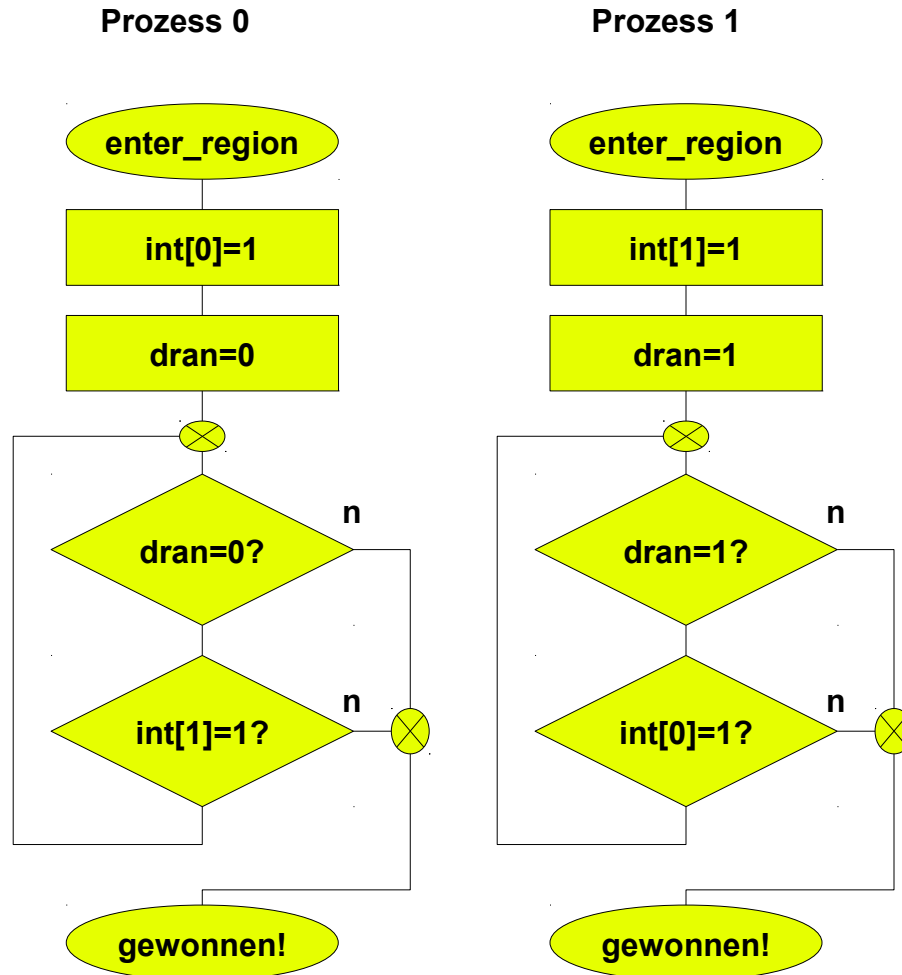 Prozess 0
enter_region
int[0]=1
dran=0
n
dran=0?
n
int[1]=1?
gewonnen!
Prozess 1
enter_region
int[1]=1
dran=1
n
dran=1?
n
int[0]=1?
gewonnen!